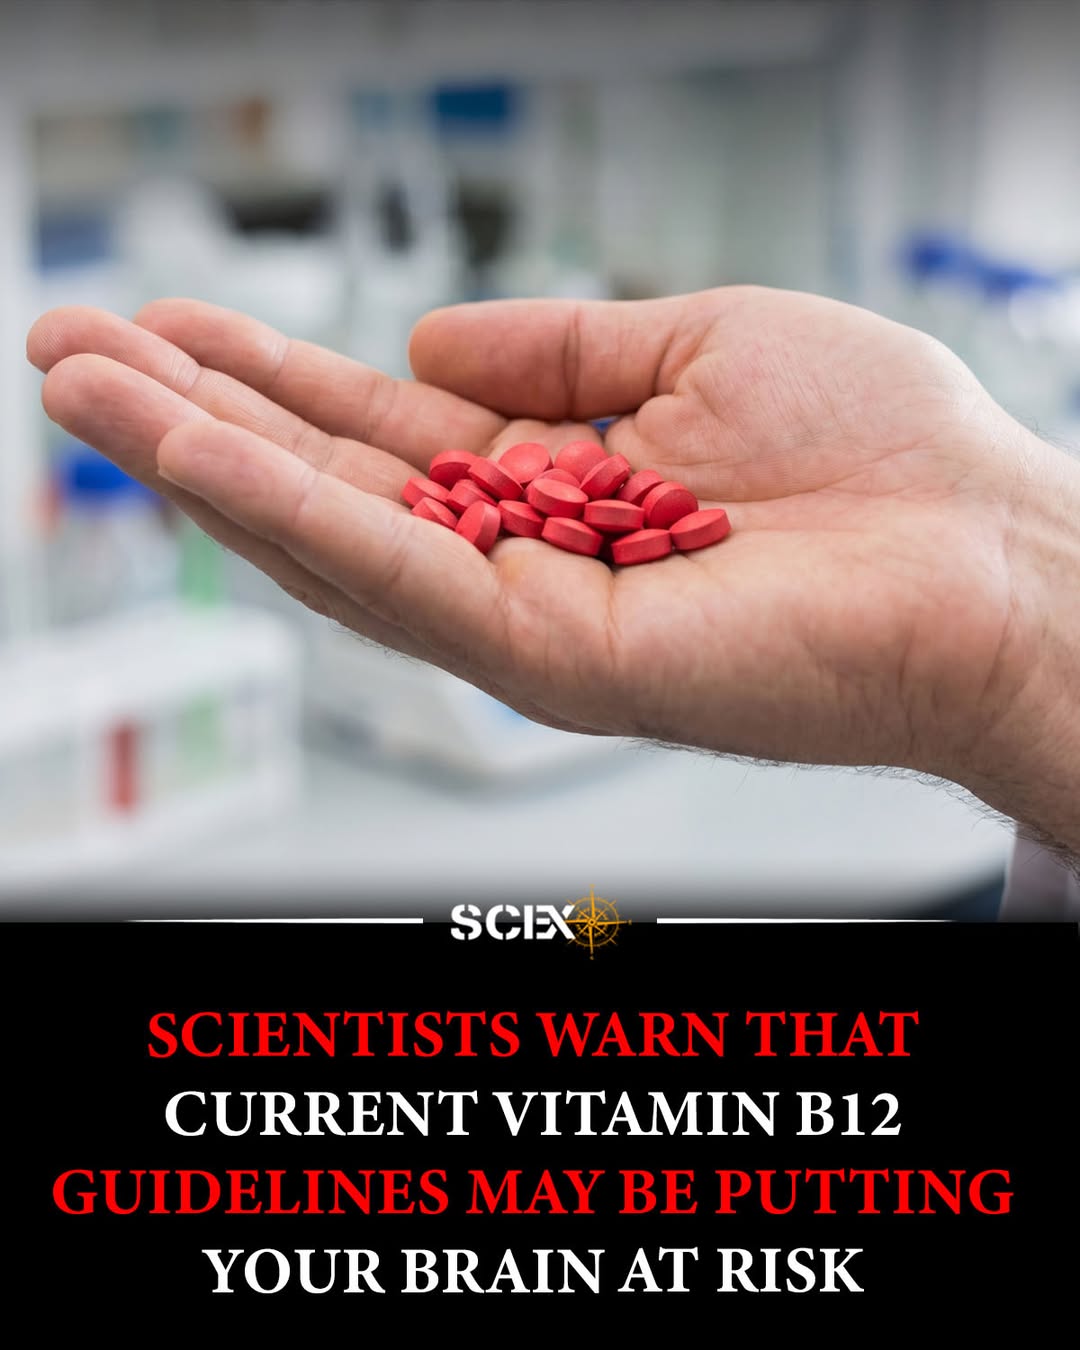 SCIEX
SCIENTISTS WARN THAT
CURRENT VITAMIN B12
GUIDELINES MAY BE PUTTING
YOUR BRAIN AT RISK